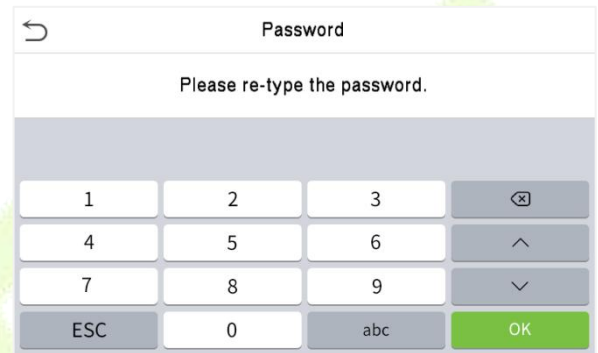 Password
Please re-type the password.
1 2 3
4 5 6
7 8 9
ESC 0 abc OK